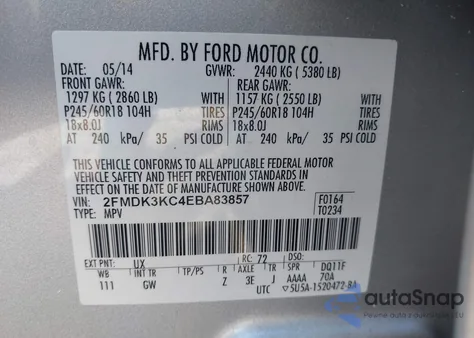 MFD. BY FORD MOTOR CO.
DATE: 05/14 GVWR: 2440 KG ( 5380 LB)
FRONT GAWR: REAR GAWR:
1297 KG ( 2860 LB) WITH 1157 KG ( 2550 LB) WITH
P245/60R18 104H TIRES P245/60R18 104H TIRES
18x8.0J RIMS 18x8.0J RIMS
AT 240 kPa/ 35 PSI COLD AT 240 kPa/ 35 PSI COLD
THIS VEHICLE CONFORMS TO ALL APPLICABLE FEDERAL MOTOR
VEHICLE SAFETY AND THEFT PREVENTION STANDARDS IN
EFFECT ON THE DATE OF MANUFACTURE SHOWN ABOVE.
VIN: 2FMDK3KC4EBA83857 F0164
TYPE: MPV T0234
EXT PNT: UX RC: 72 DSO:
WB INT TR TP/PS R AXLE TR SPR DQ11F
111 GW Z 3E J AAAA 70A
UTC 5U5A-1520472-BA
autoSnap